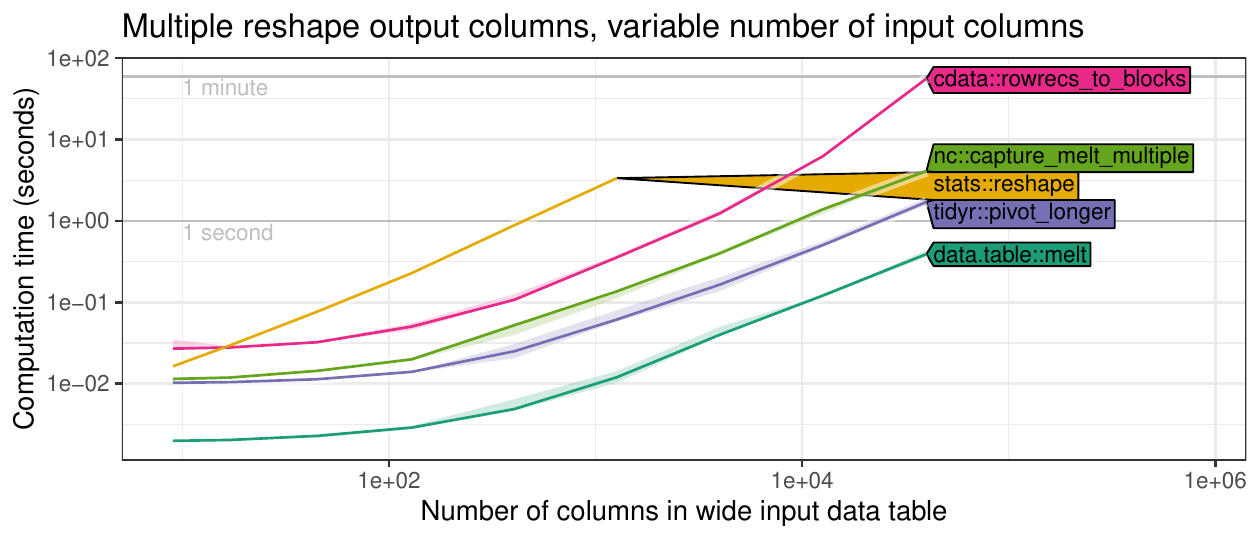 Multiple reshape output columns, variable number of input columns
Computation time (seconds)
1e+02
1e+01
1e+00
1e−01
1e−02
1 minute
1 second
cdata::rowrecs_to_blocks
nc::capture_melt_multiple
stats::reshape
tidyr::pivot_longer
data.table::melt
1e+02
1e+04
1e+06
Number of columns in wide input data table